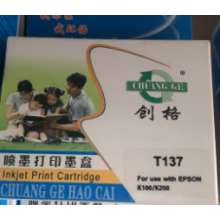 CHUANG GE
创格
喷墨打印墨盒
Inkjet Print Cartridge
CHUANG GE HAO CAI
T137
For use with EPSON
K100/K200